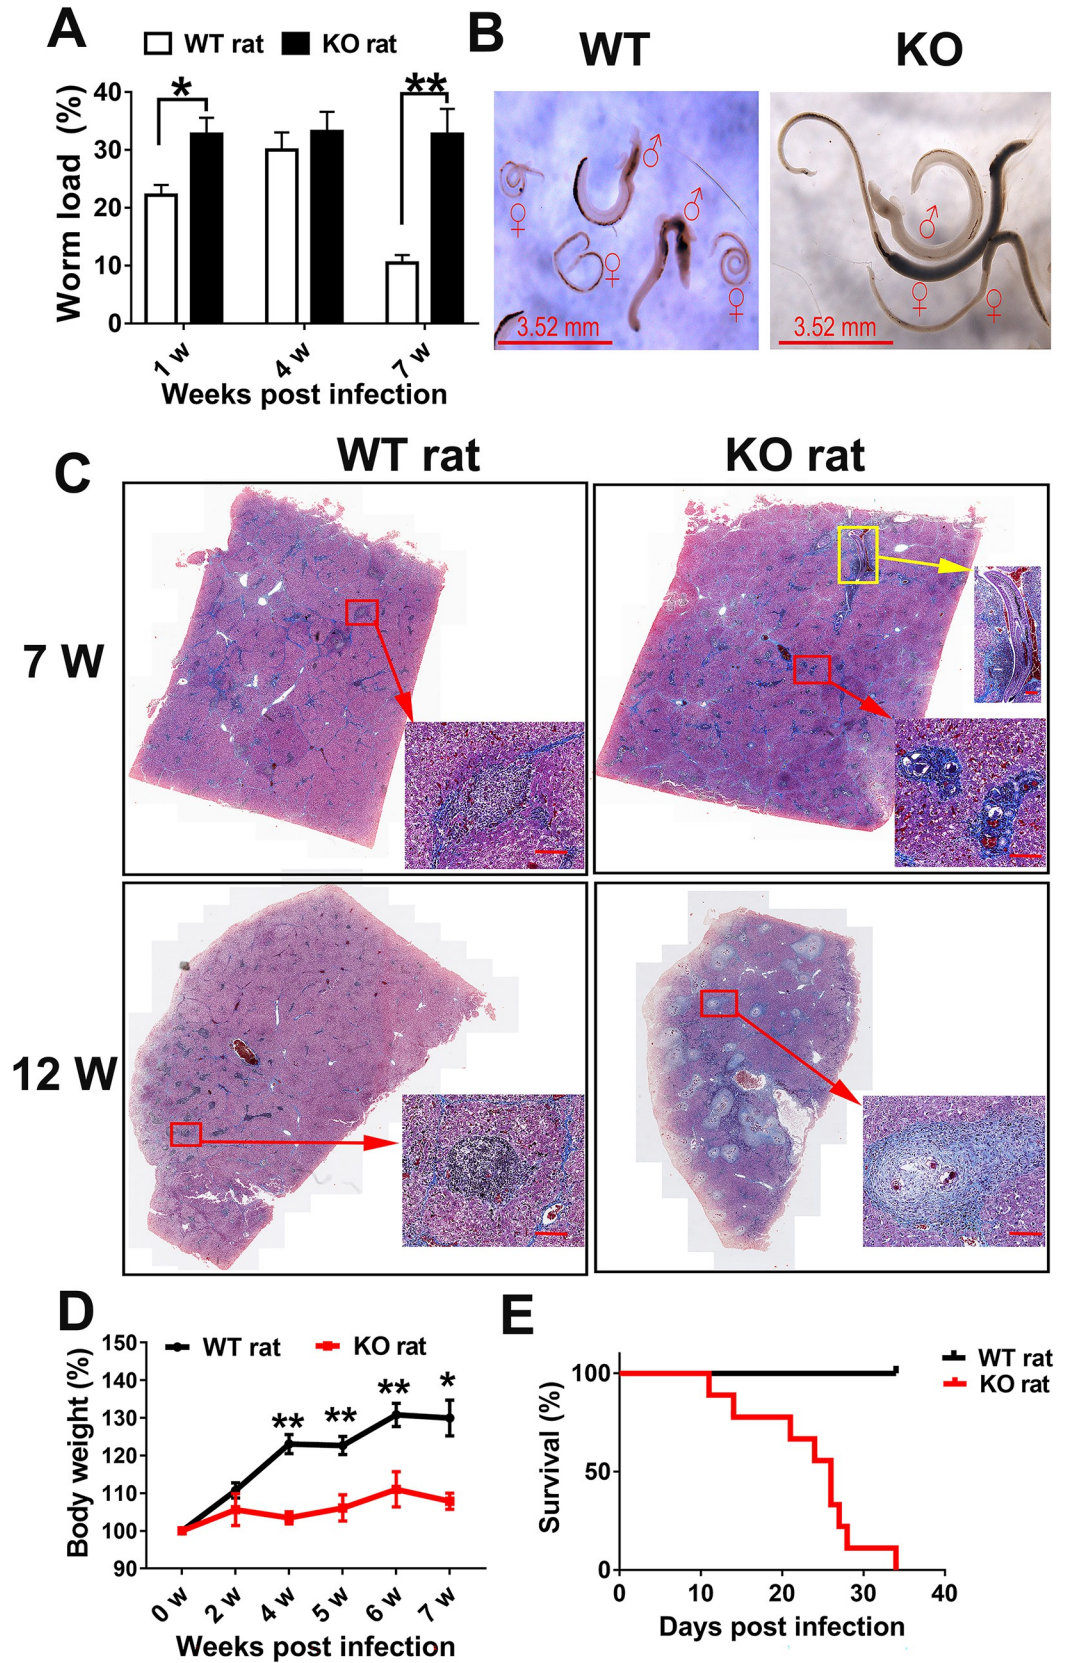 A
WT rat
KO rat
Worm load (%)
40
30
20
10
0
*
**
1 w
4 w
7 w
Weeks post infection
B
WT
KO
♀
♂
♀
♂
♀
3.52 mm
♂
♀
♀
3.52 mm
C
WT rat
KO rat
7 W
12 W
D
WT rat
KO rat
Body weight (%)
150
140
130
120
110
100
90
**
**
**
*
0 w
2 w
4 w
5 w
6 w
7 w
Weeks post infection
E
WT rat
KO rat
Survival (%)
100
50
0
0
10
20
30
40
Days post infection